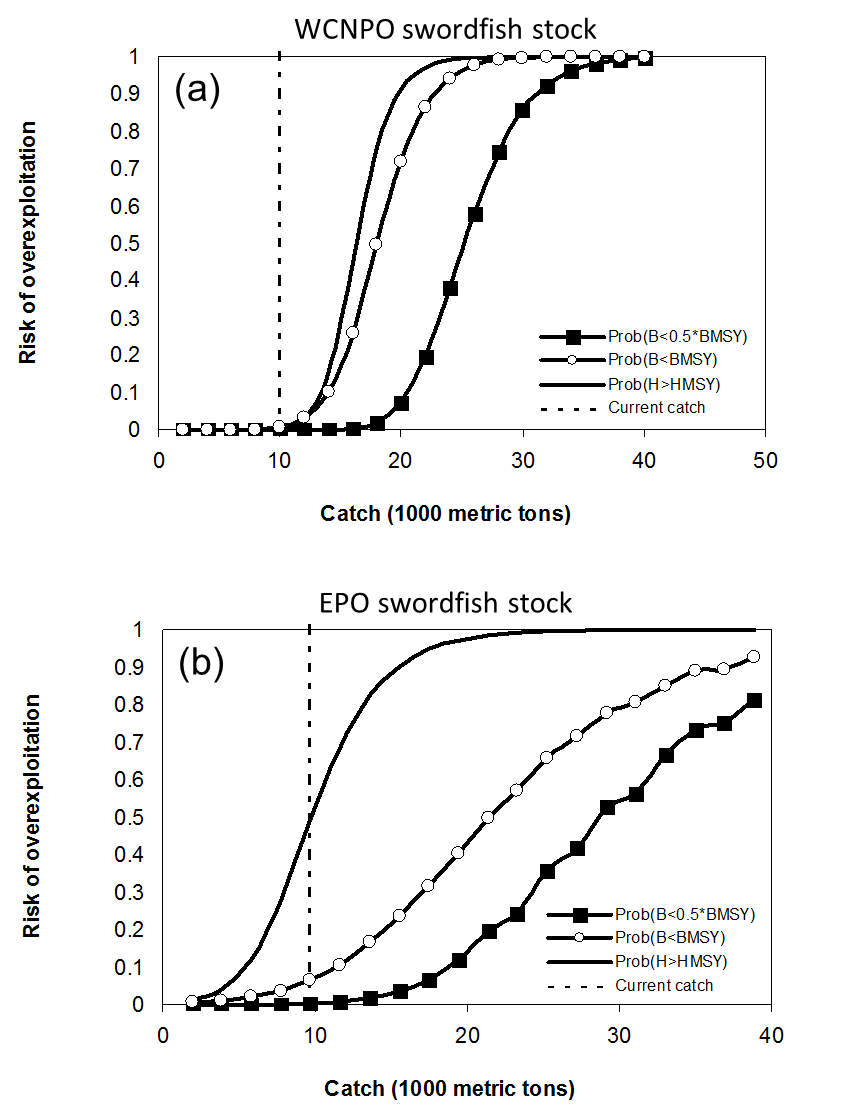 WCNPO swordfish stock
(a)
Risk of overexploitation
1
0.9
0.8
0.7
0.6
0.5
0.4
0.3
0.2
0.1
0
Prob(B<0.5*BMSY)
Prob(B<BMSY)
Prob(H>HMSY)
Current catch
0 10 20 30 40 50
Catch (1000 metric tons)
EPO swordfish stock
(b)
Risk of overexploitation
1
0.9
0.8
0.7
0.6
0.5
0.4
0.3
0.2
0.1
0
Prob(B<0.5*BMSY)
Prob(B<BMSY)
Prob(H>HMSY)
Current catch
0 10 20 30 40
Catch (1000 metric tons)